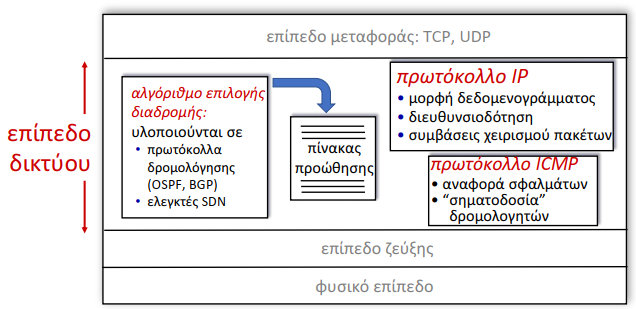 επίπεδο μεταφοράς: TCP, UDP
επίπεδο
δικτύου
αλγόριθμο επιλογής
διαδρομής:
υλοποιούνται σε
• πρωτόκολλα
δρομολόγησης
(OSPF, BGP)
• ελεγκτές SDN
πίνακας
προώθησης
πρωτόκολλο IP
• μορφή δεδομενογράμματος
• διευθυνσιοδότηση
• συμβάσεις χειρισμού πακέτων
πρωτόκολλο ICMP
• αναφορά σφαλμάτων
• “σηματοδοσία”
δρομολογητών
επίπεδο ζεύξης
φυσικό επίπεδο